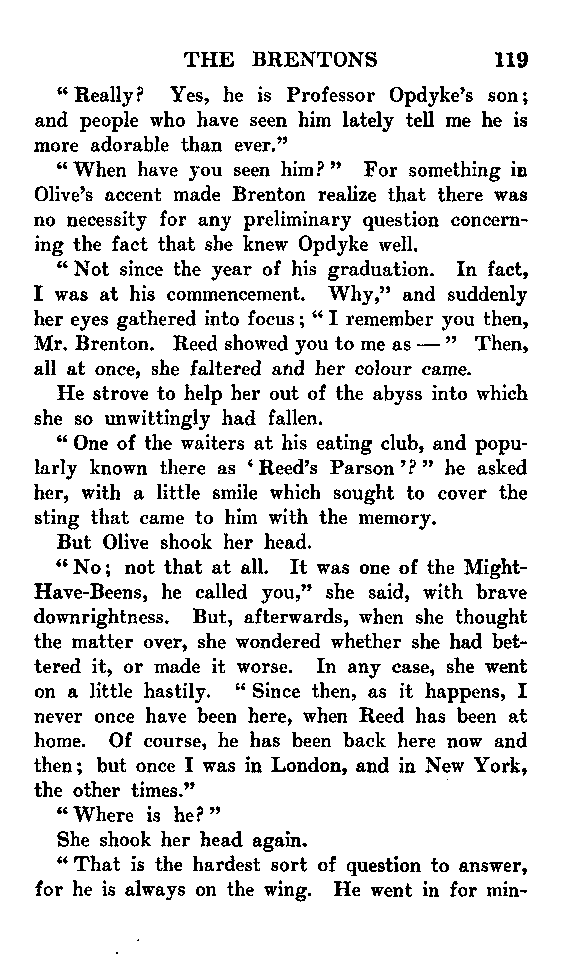 THE BRENTONS 119
“ Really? Yes, he is Professor Opdyke’s son;
and people who have seen him lately tell me he is
more adorable than ever.”
“ When have you seen him? ” For something in
Olive’s accent made Brenton realize that there was
no necessity for any preliminary question concern-
ing the fact that she knew Opdyke well.
“ Not since the year of his graduation. In fact,
I was at his commencement. Why,” and suddenly
her eyes gathered into focus; “ I remember you then,
Mr. Brenton. Reed showed you to me as — ” Then,
all at once, she faltered and her colour came.
He strove to help her out of the abyss into which
she so unwittingly had fallen.
“ One of the waiters at his eating club, and popu-
larly known there as ‘ Reed’s Parson ’? ” he asked
her, with a little smile which sought to cover the
sting that came to him with the memory.
But Olive shook her head.
“ No; not that at all. It was one of the Might-
Have-Beens, he called you,” she said, with brave
downrightness. But, afterwards, when she thought
the matter over, she wondered whether she had bet-
tered it, or made it worse. In any case, she went
on a little hastily. “ Since then, as it happens, I
never once have been here, when Reed has been at
home. Of course, he has been back here now and
then; but once I was in London, and in New York,
the other times.”
“ Where is he? ”
She shook her head again.
“ That is the hardest sort of question to answer,
for he is always on the wing. He went in for min-